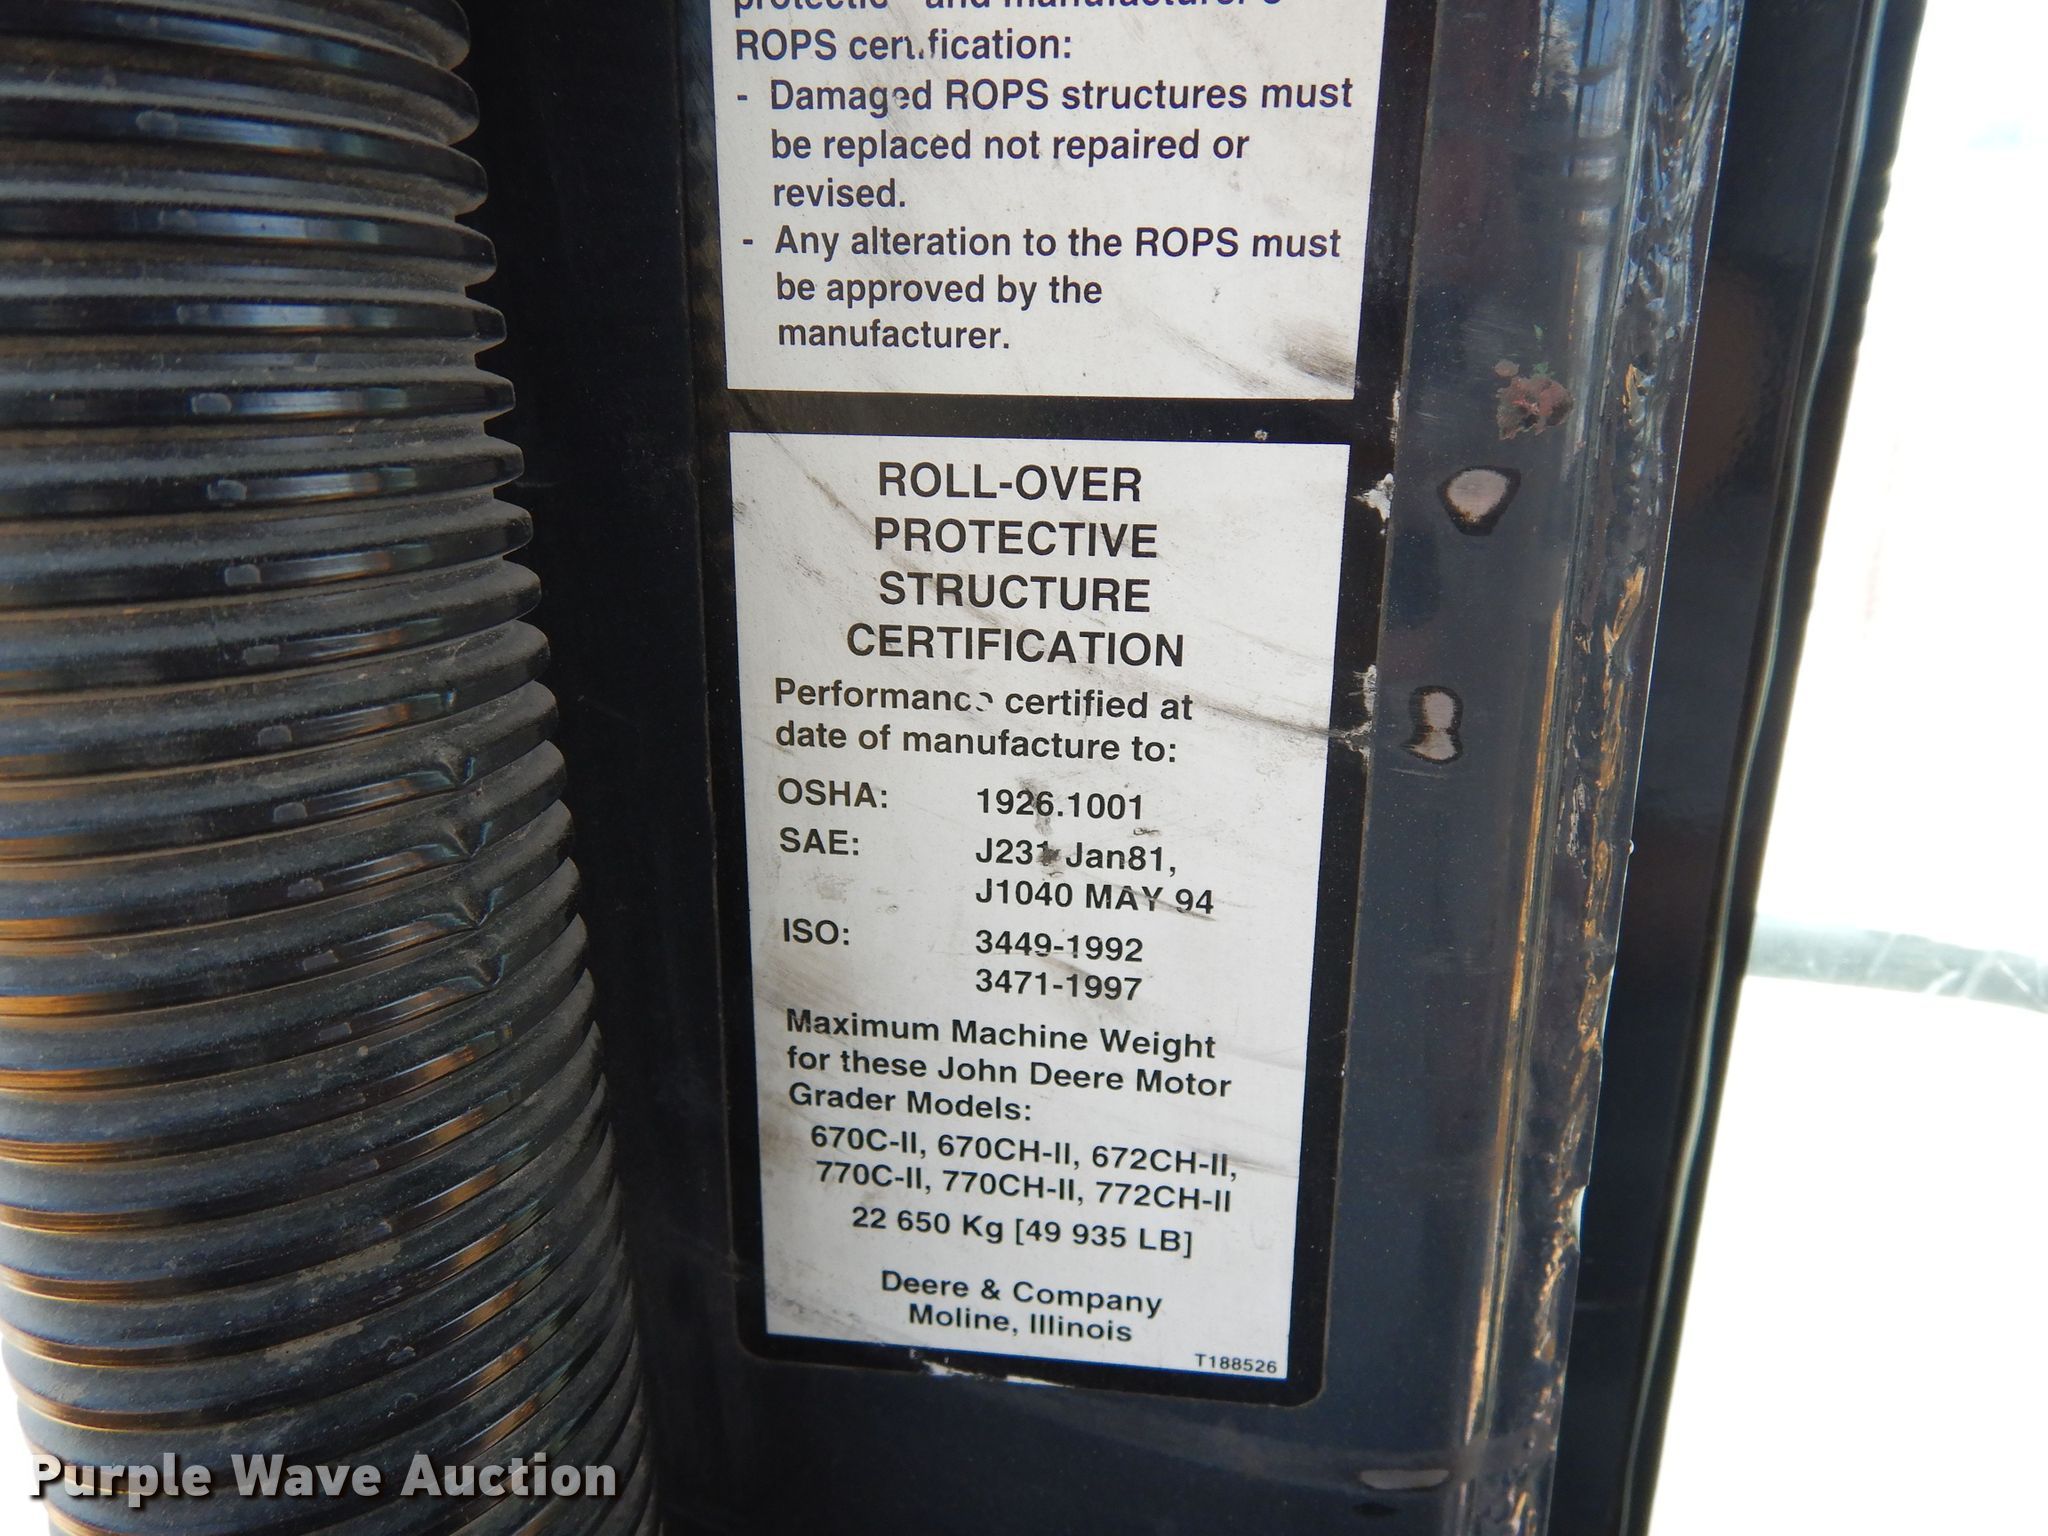 and manufacturer's
ROPS certification:
- Damaged ROPS structures must
be replaced not repaired or
revised.
- Any alteration to the ROPS must
be approved by the
manufacturer.
ROLL-OVER
PROTECTIVE
STRUCTURE
CERTIFICATION
Performance certified at
date of manufacture to:
OSHA: 1926.1001
SAE: J231 Jan81,
J1040 MAY 94
ISO: 3449-1992
3471-1997
Maximum Machine Weight
for these John Deere Motor
Grader Models:
670C-II, 670CH-II, 672CH-II,
770C-II, 770CH-II, 772CH-II
22 650 Kg [49 935 LB]
Deere & Company
Moline, Illinois
T188526
Purple Wave Auction